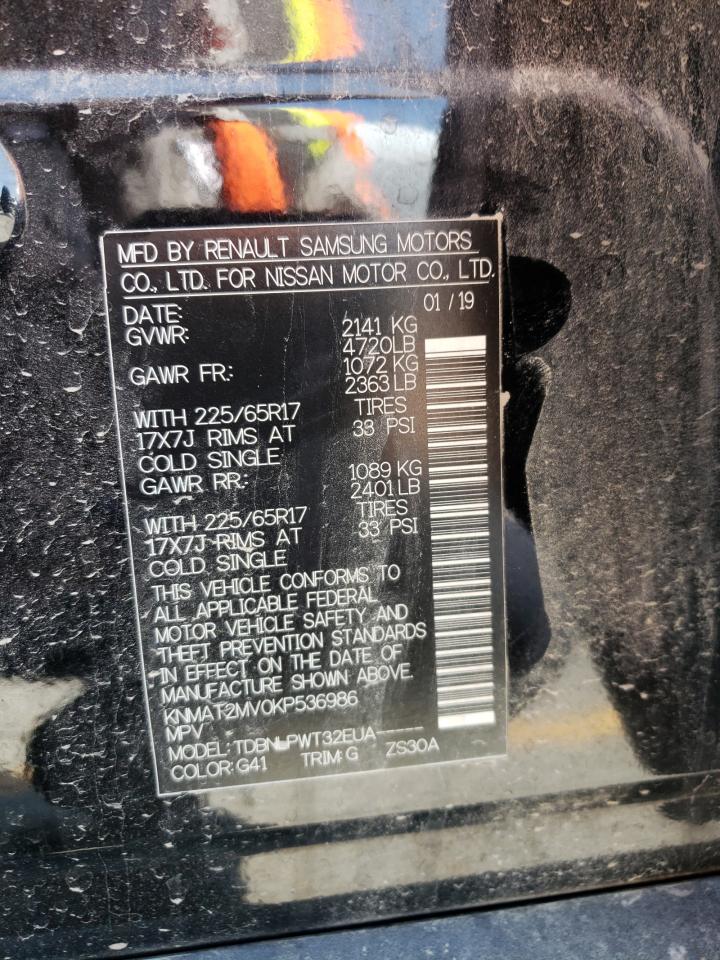 MFD BY RENAULT SAMSUNG MOTORS
CO., LTD. FOR NISSAN MOTOR CO., LTD.
DATE: 01 / 19
GVWR: 2141 KG
4720LB
GAWR FR: 1072 KG
2363 LB
WITH 225/65R17 TIRES
17X7J RIMS AT 33 PSI
COLD SINGLE
GAWR RR: 1089 KG
2401 LB
WITH 225/65R17 TIRES
17X7J RIMS AT 33 PSI
COLD SINGLE
THIS VEHICLE CONFORMS TO
ALL APPLICABLE FEDERAL
MOTOR VEHICLE SAFETY AND
THEFT PREVENTION STANDARDS
IN EFFECT ON THE DATE OF
MANUFACTURE SHOWN ABOVE.
KNMAT2MV0KP536986
MPV
MODEL: TDBNLPWT32EUA-----
COLOR: G41 TRIM: G ZS30A